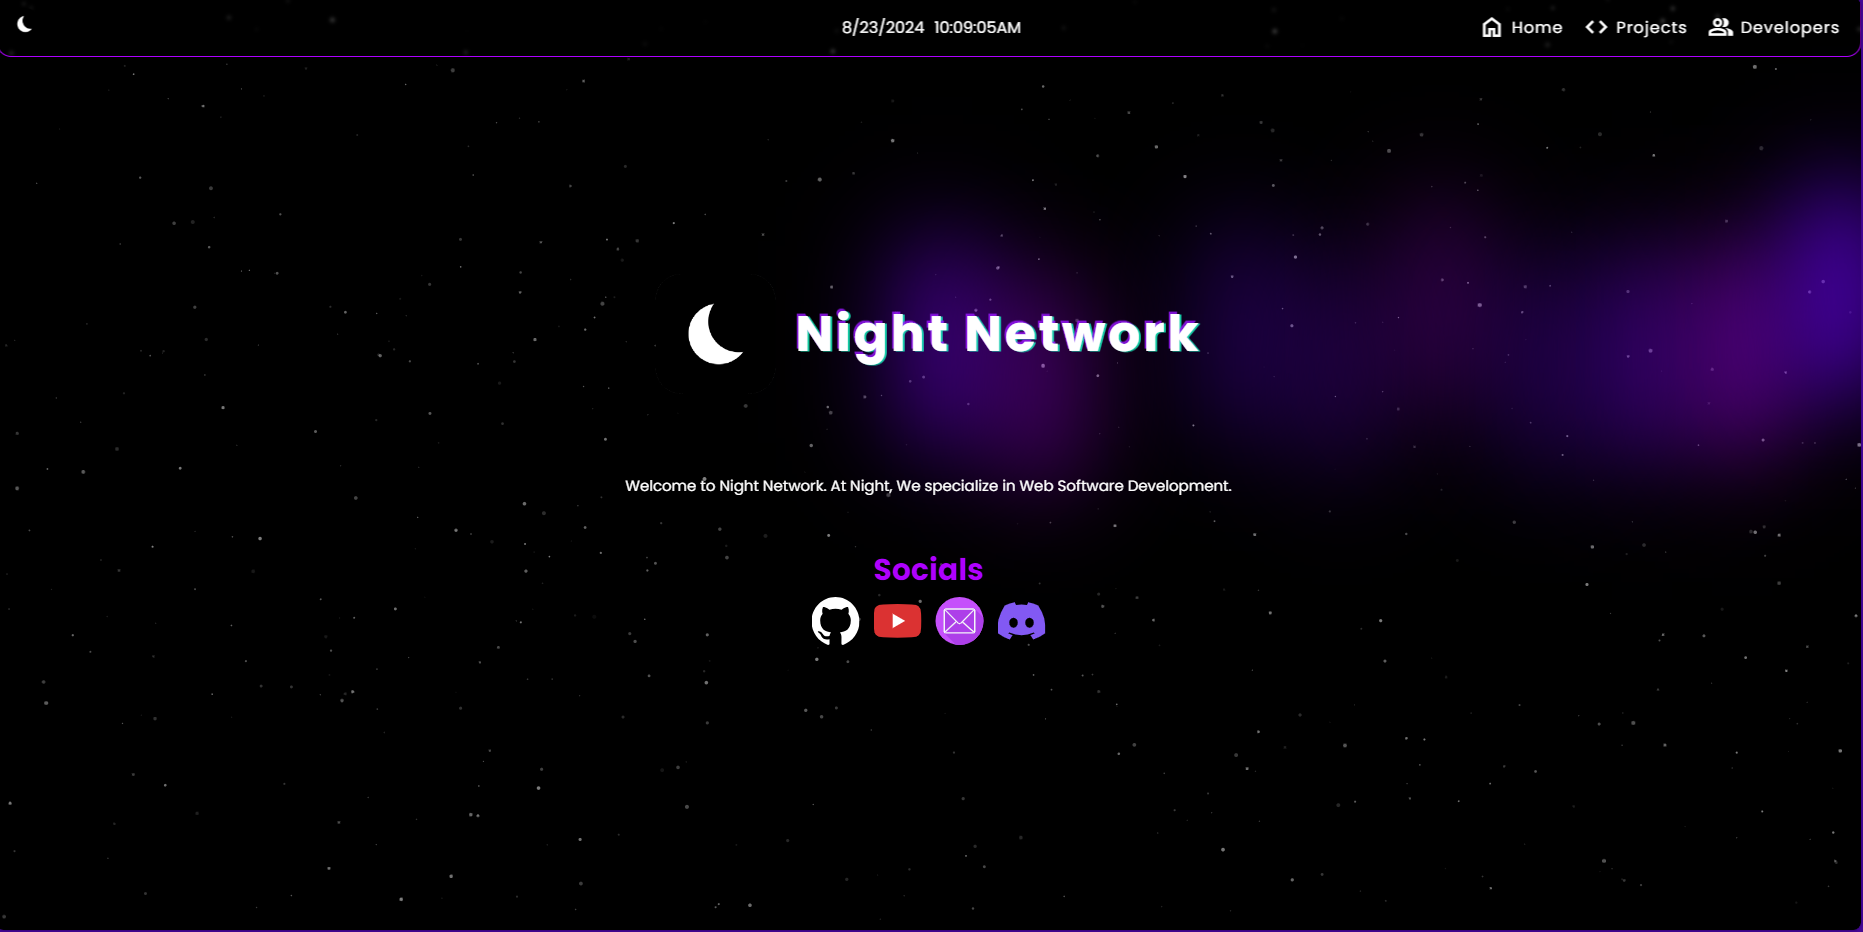 8/23/2024 10:09:05AM
Home Projects Developers
Night Network
Welcome to Night Network. At Night, We specialize in Web Software Development.
Socials